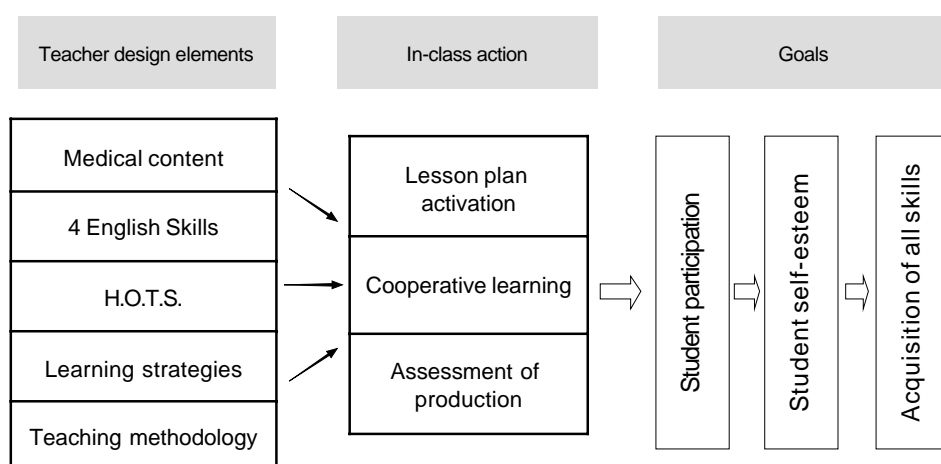 Teacher design elements
In-class action
Goals
Medical content
4 English Skills
H.O.T.S.
Learning strategies
Teaching methodology
Lesson plan
activation
Cooperative learning
Assessment of
production
Student participation
Student self-esteem
Acquisition of all skills